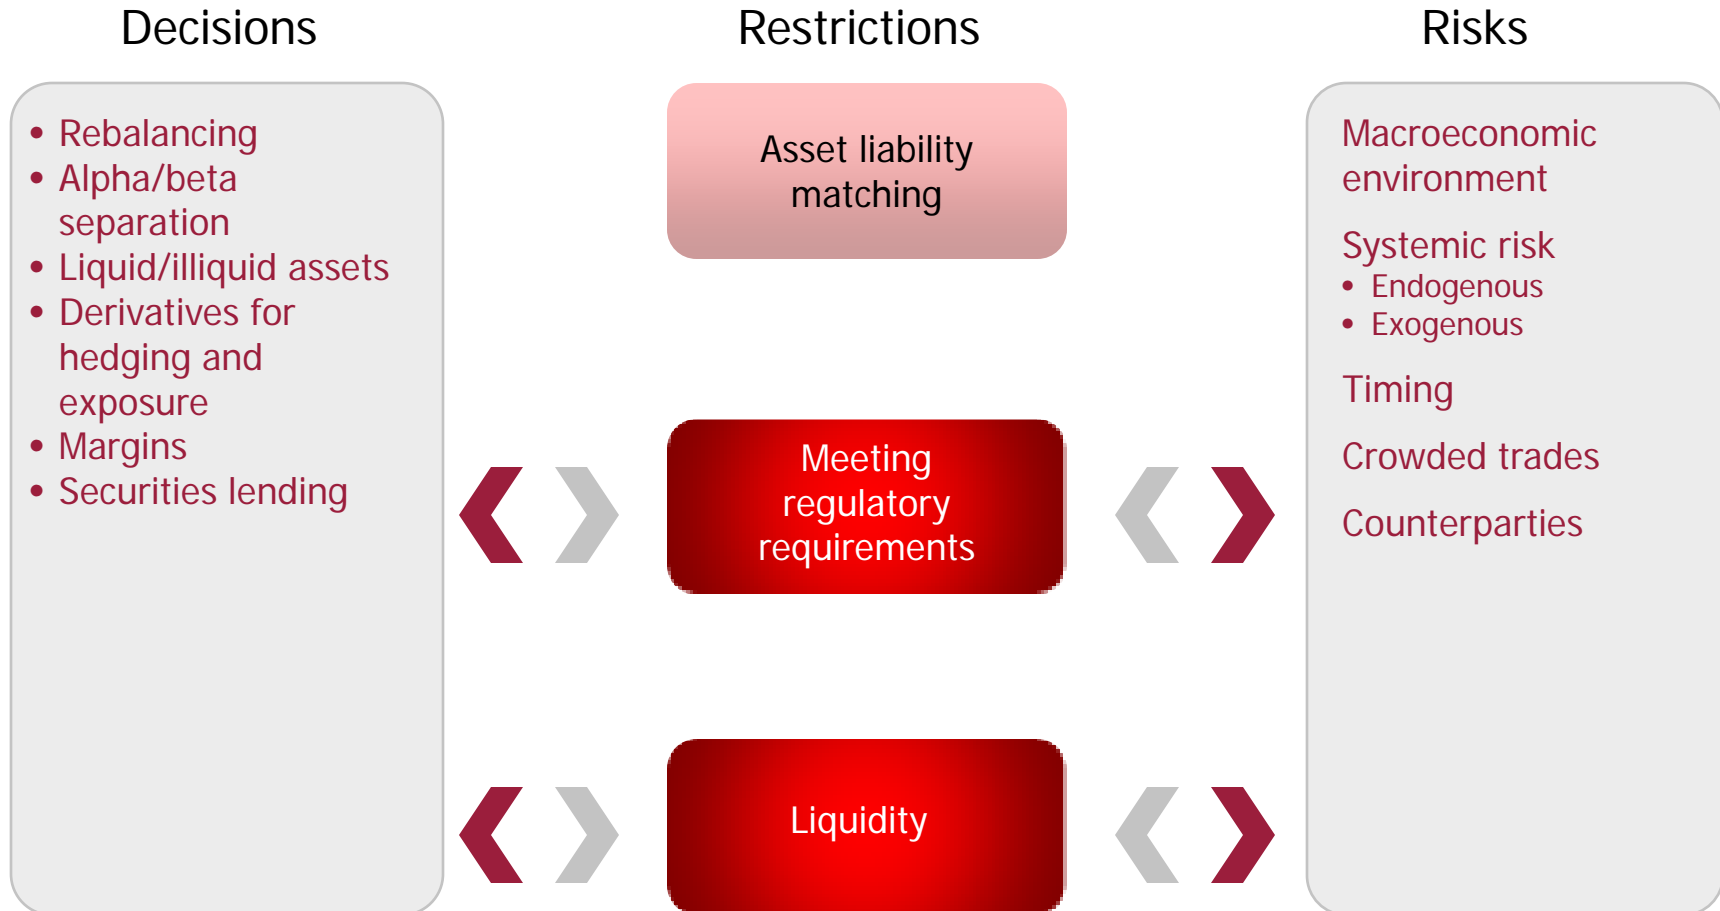 Decisions
• Rebalancing
• Alpha/beta
separation
• Liquid/illiquid assets
• Derivatives for
hedging and
exposure
• Margins
• Securities lending
Restrictions
Asset liability
matching
Meeting
regulatory
requirements
Liquidity
Risks
Macroeconomic
environment
Systemic risk
• Endogenous
• Exogenous
Timing
Crowded trades
Counterparties